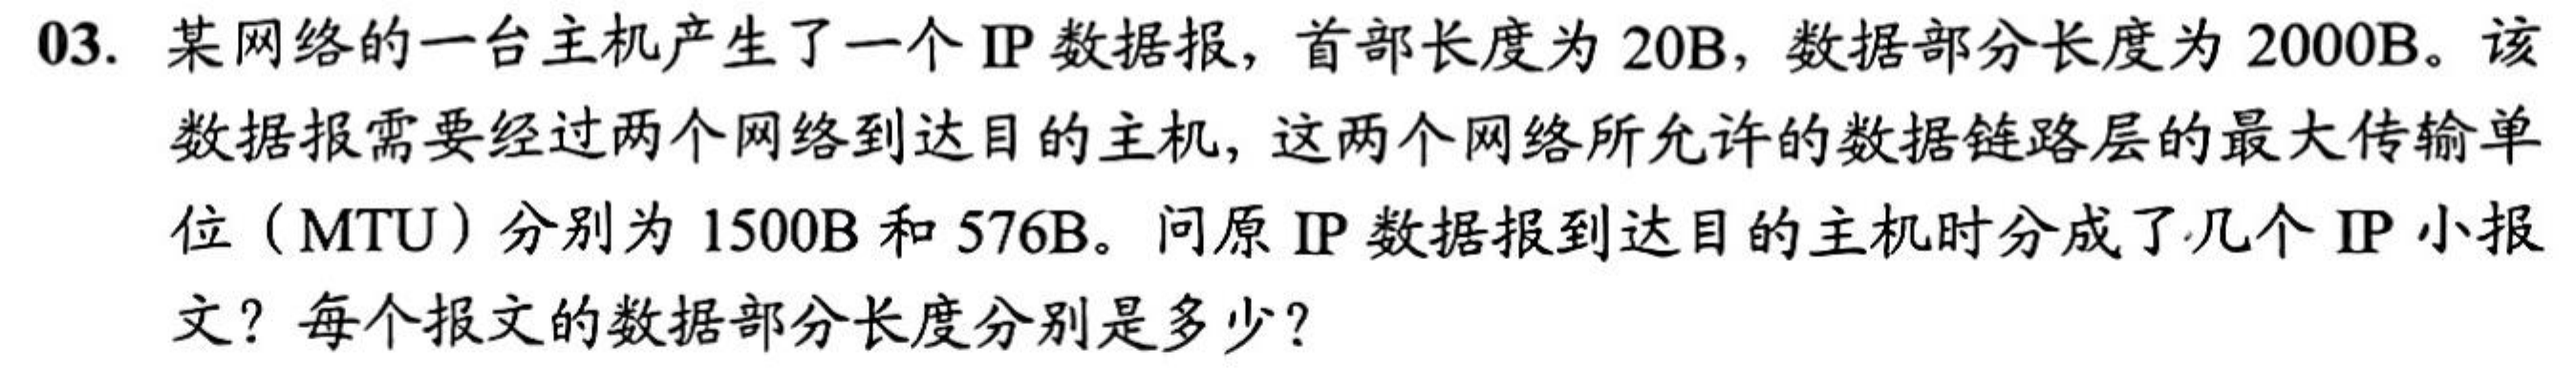 03. 某网络的一台主机产生了一个 IP 数据报，首部长度为 20B，数据部分长度为 2000B。该
数据报需要经过两个网络到达目的主机，这两个网络所允许的数据链路层的最大传输单
位（MTU）分别为 1500B 和 576B。问原 IP 数据报到达目的主机时分成了几个 IP 小报
文？每个报文的数据部分长度分别是多少？